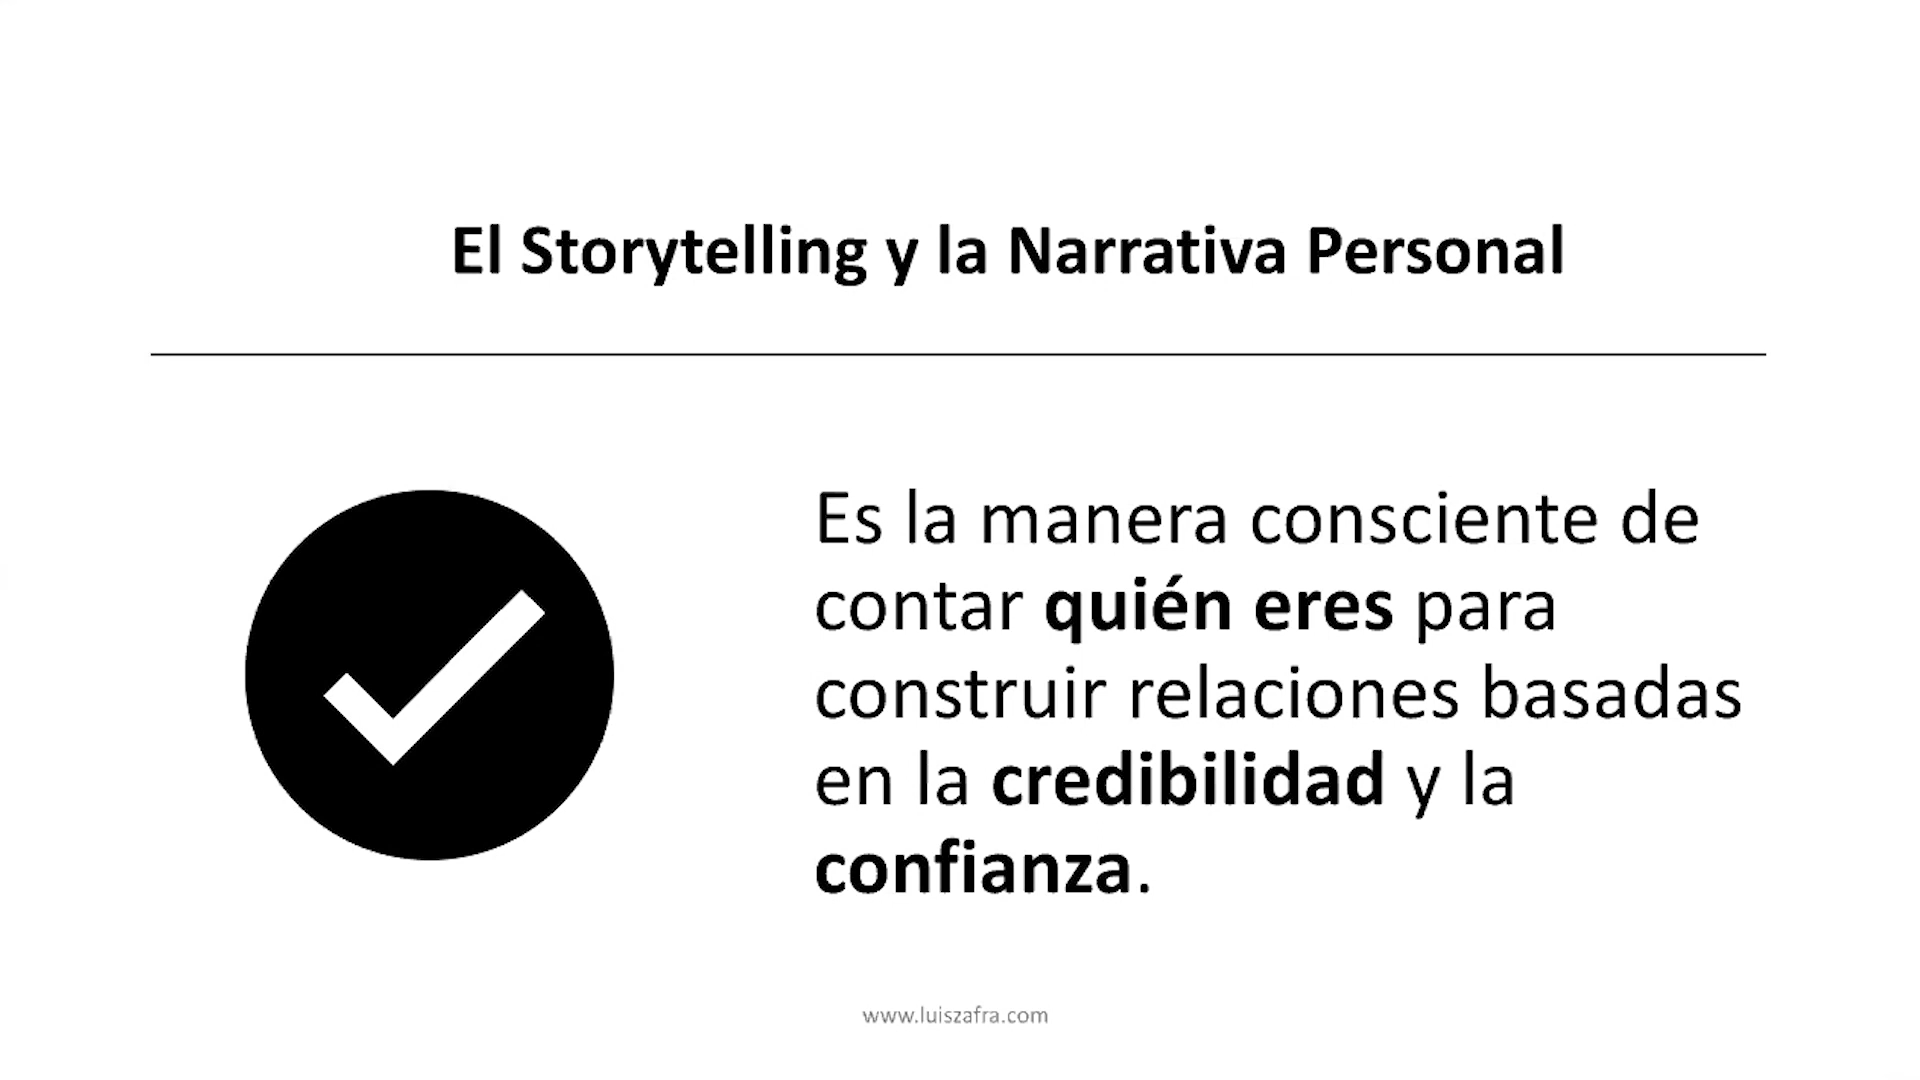 El Storytelling y la Narrativa Personal
Es la manera consciente de
contar quién eres para
construir relaciones basadas
en la credibilidad y la
confianza.
www.luiszafra.com